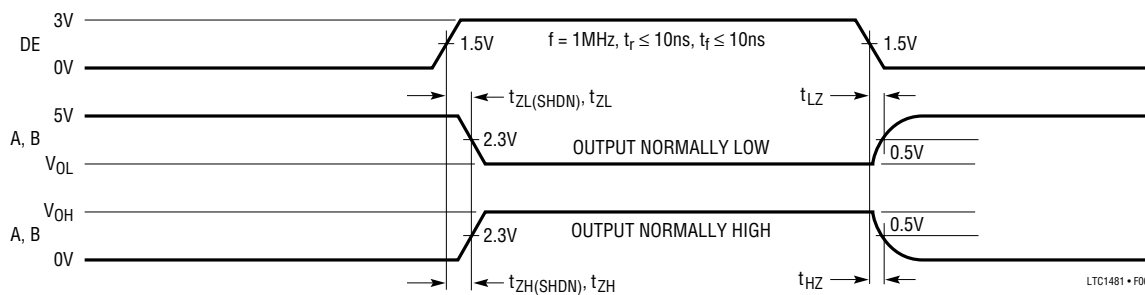 3V
DE
0V
1.5V
f = 1MHz, tr ≤ 10ns, tf ≤ 10ns
1.5V
tZL(SHDN), tZL
tLZ
5V
A, B
VOL
2.3V
OUTPUT NORMALLY LOW
0.5V
VOH
A, B
0V
2.3V
OUTPUT NORMALLY HIGH
0.5V
tZH(SHDN), tZH
tHZ
LTC1481 •